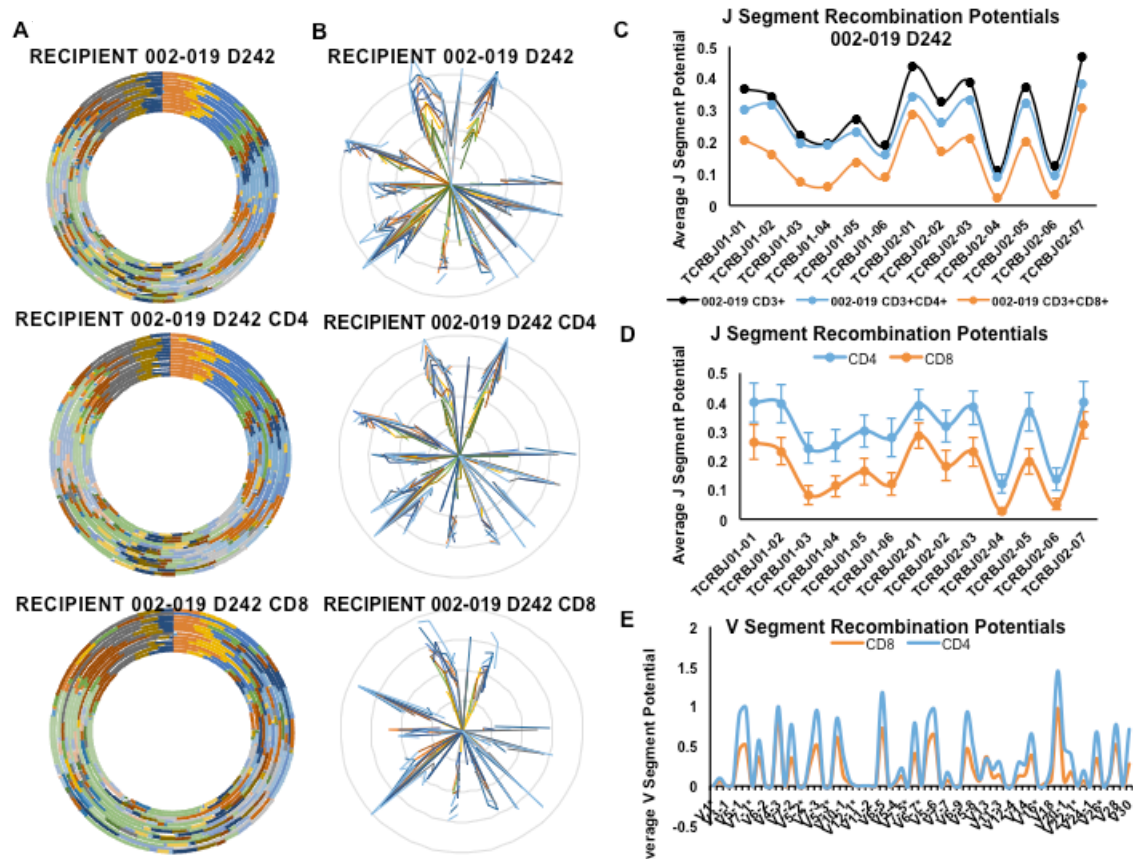 A
RECIPIENT 002-019 D242
B
RECIPIENT 002-019 D242
C
J Segment Recombination Potentials
002-019 D242
Average J Segment Potential
0.5
0.4
0.3
0.2
0.1
0
TCRBJ01-01
TCRBJ01-02
TCRBJ01-03
TCRBJ01-04
TCRBJ01-05
TCRBJ01-06
TCRBJ02-01
TCRBJ02-02
TCRBJ02-03
TCRBJ02-04
TCRBJ02-05
TCRBJ02-06
TCRBJ02-07
002-019 CD3+
002-019 CD3+CD4+
002-019 CD3+CD8+
RECIPIENT 002-019 D242 CD4
RECIPIENT 002-019 D242 CD4
D
J Segment Recombination Potentials
CD4
CD8
Average J Segment Potential
0.5
0.4
0.3
0.2
0.1
0
TCRBJ01-01
TCRBJ01-02
TCRBJ01-3
TCRBJ01-04
TCRBJ01-05
TCRBJ01-06
TCRBJ02-01
TCRBJ02-02
TCRBJ02-03
TCRBJ02-04
TCRBJ02-05
TCRBJ02-06
TCRBJ02-07
RECIPIENT 002-019 D242 CD8
RECIPIENT 002-019 D242 CD8
E
V Segment Recombination Potentials
CD8
CD4
verage V Segment Potential
2
1.5
1
0.5
0
-0.5
V18
V28
V30